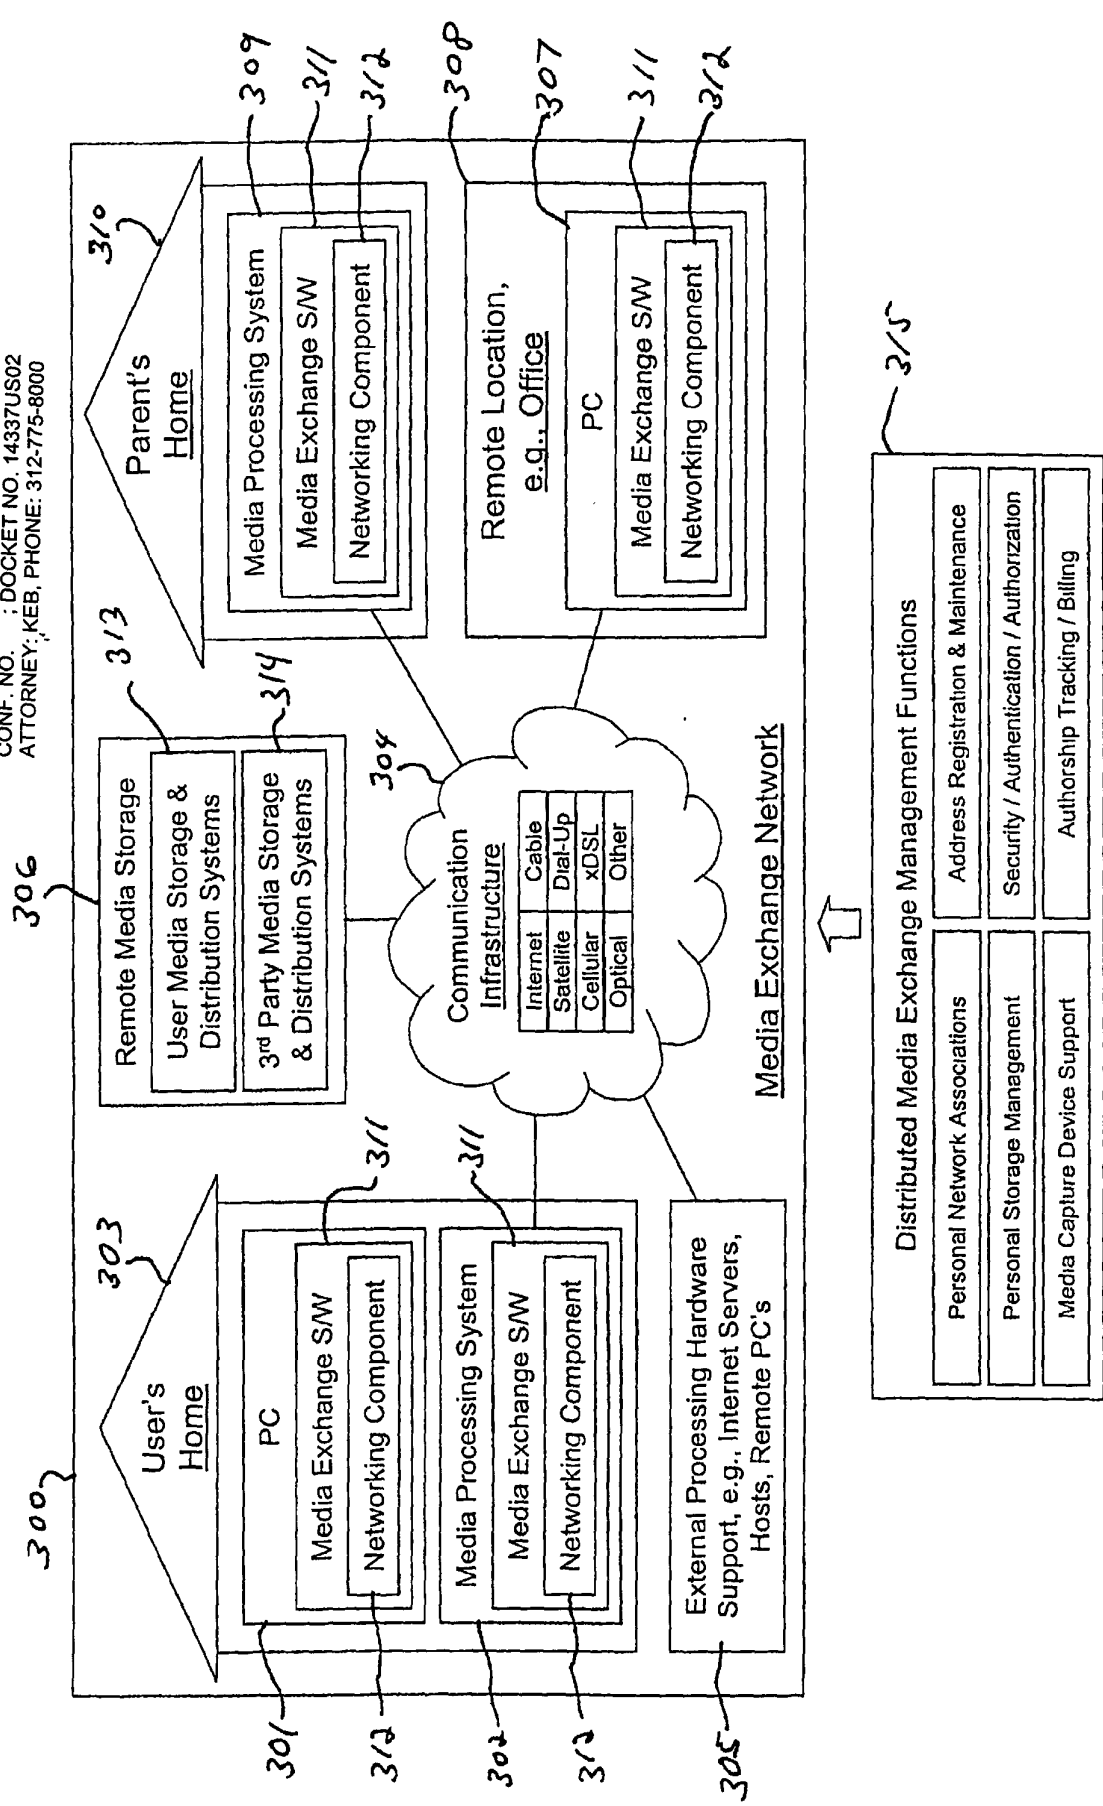 CONF. NO. ; DOCKET NO. 14337US02
ATTORNEY: KEB, PHONE: 312-775-8000
300
303
User's
Home
PC
Media Exchange S/W
Networking Component
301
312
311
Media Processing System
Media Exchange S/W
Networking Component
302
312
311
External Processing Hardware
Support, e.g., Internet Servers,
Hosts, Remote PC's
305
306
Remote Media Storage
User Media Storage &
Distribution Systems
313
3rd Party Media Storage
& Distribution Systems
314
304
Communication
Infrastructure
Internet Cable
Satellite Dial-Up
Cellular xDSL
Optical Other
Media Exchange Network
310
Parent's
Home
Media Processing System
Media Exchange S/W
Networking Component
309
311
312
308
Remote Location,
e.g., Office
307
PC
Media Exchange S/W
Networking Component
311
312
315
Distributed Media Exchange Management Functions
Personal Network Associations Address Registration & Maintenance
Personal Storage Management Security / Authentication / Authorization
Media Capture Device Support Authorship Tracking / Billing